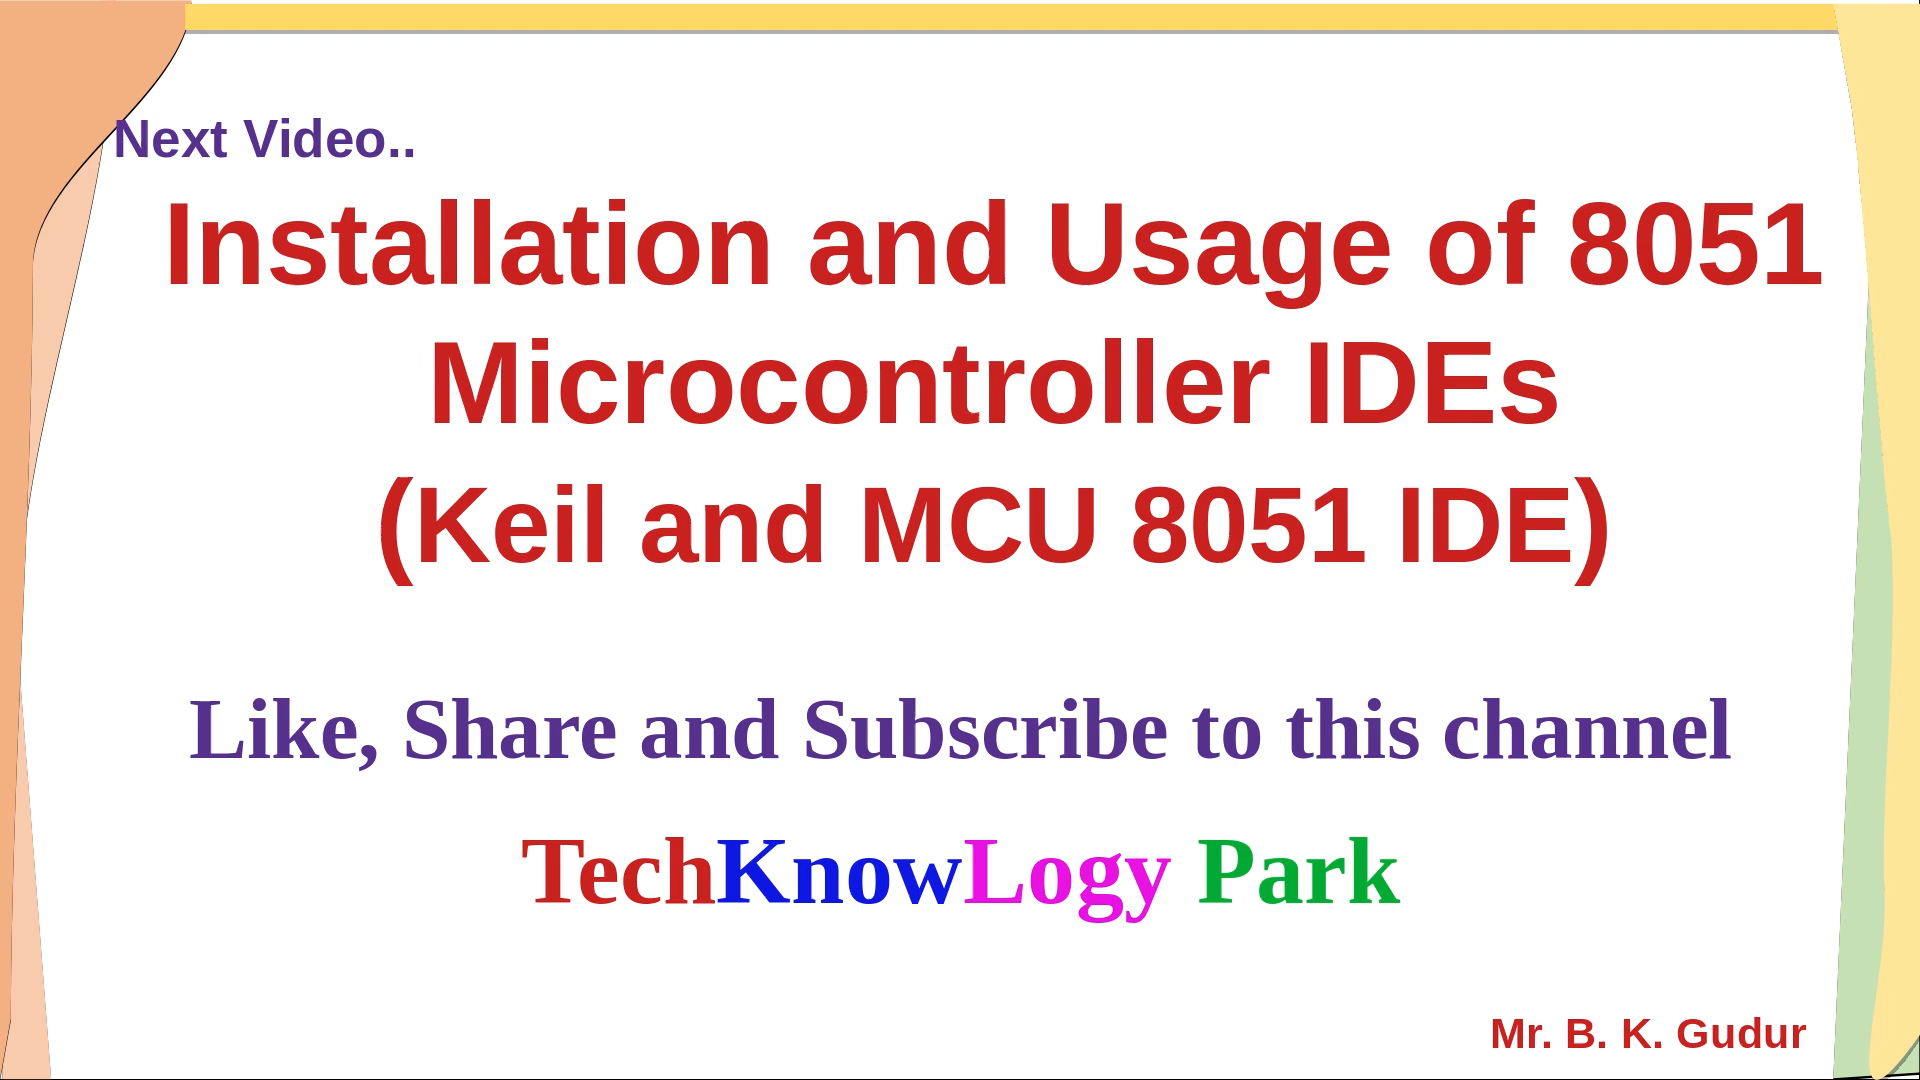 Next Video..
Installation and Usage of 8051
Microcontroller IDEs
(Keil and MCU 8051 IDE)
Like, Share and Subscribe to this channel
TechKnowLogy Park
Mr. B. K. Gudur